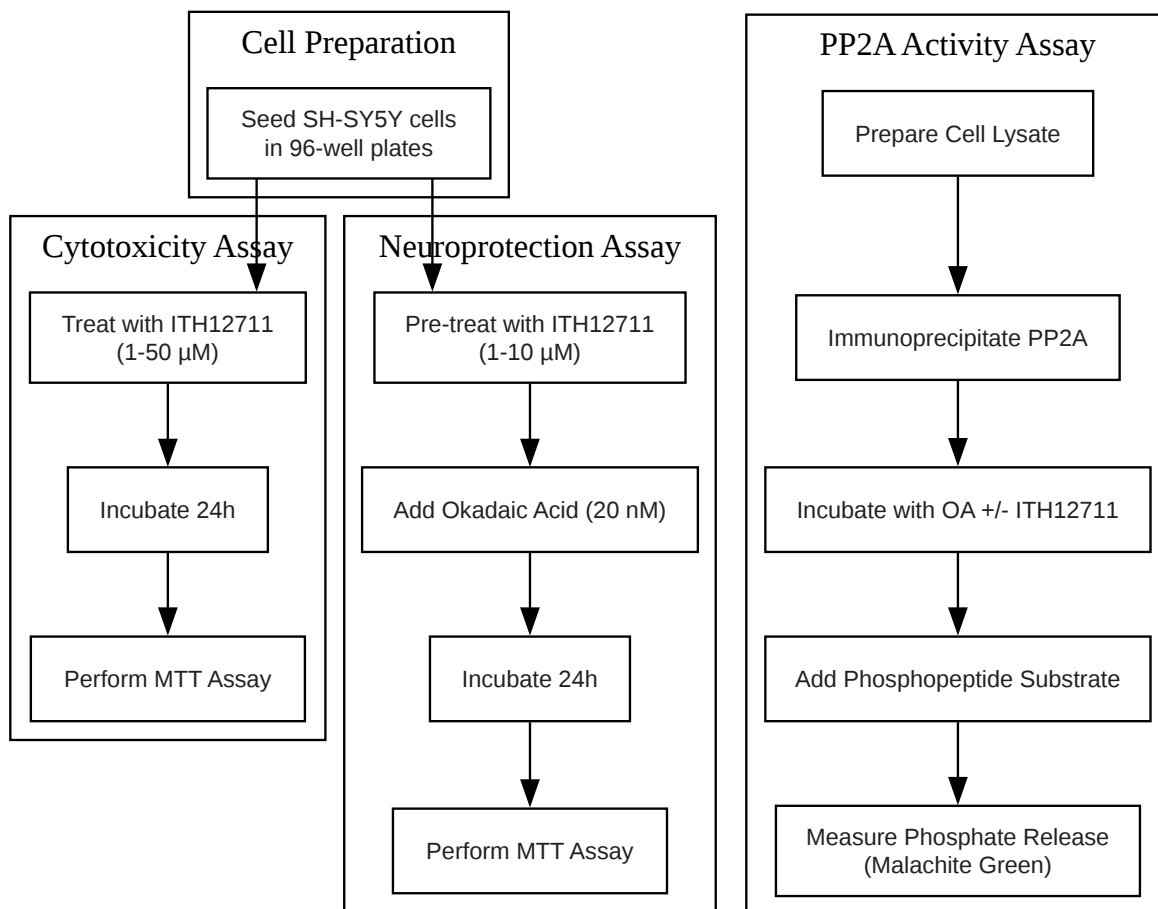 Cell Preparation
Seed SH-SY5Y cells
in 96-well plates
Cytotoxicity Assay
Treat with ITH12711
(1-50 µM)
Incubate 24h
Perform MTT Assay
Neuroprotection Assay
Pre-treat with ITH12711
(1-10 µM)
Add Okadaic Acid (20 nM)
Incubate 24h
Perform MTT Assay
PP2A Activity Assay
Prepare Cell Lysate
Immunoprecipitate PP2A
Incubate with OA +/- ITH12711
Add Phosphopeptide Substrate
Measure Phosphate Release
(Malachite Green)